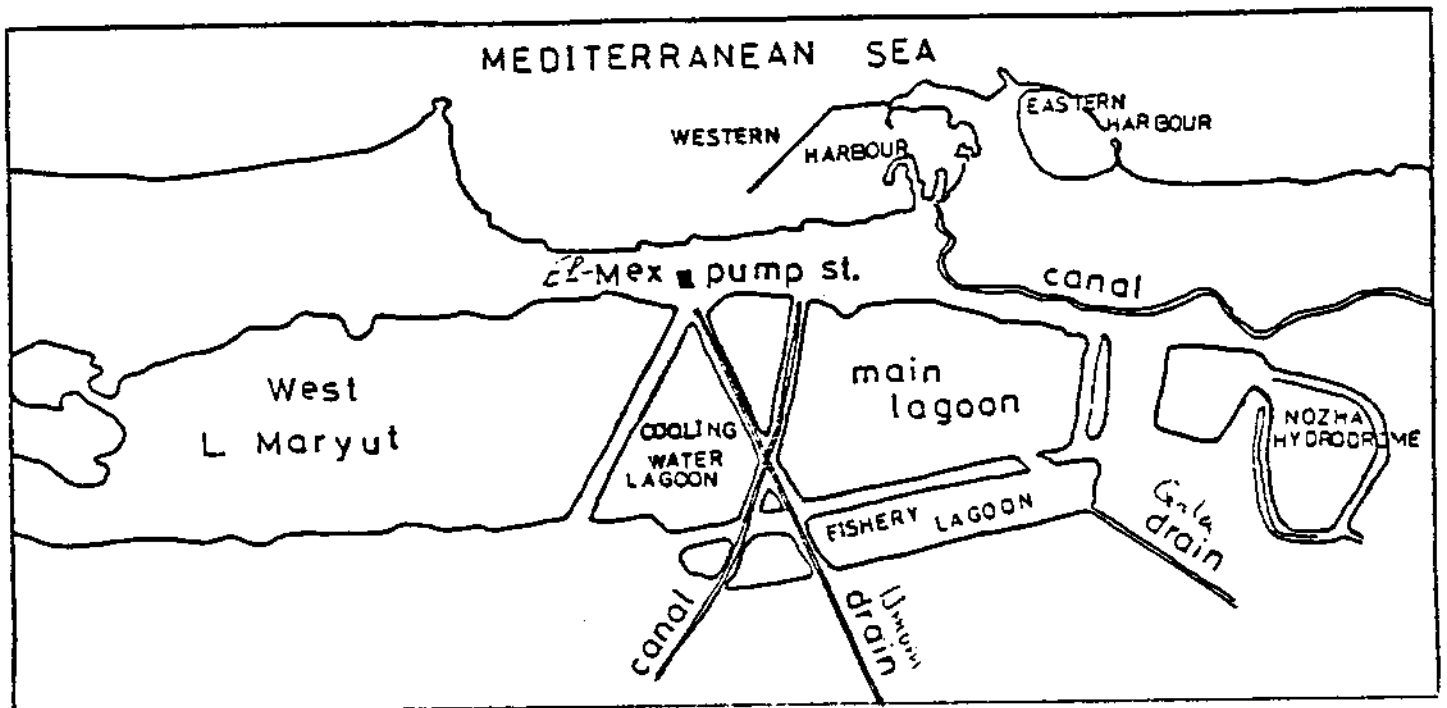 MEDITERRANEAN SEA
WESTERN HARBOUR
EASTERN HARBOUR
El-Mex pump st.
canal
West
L Maryut
COOLING
WATER
LAGOON
main
lagoon
NOZHA
HYDRODROME
FISHERY LAGOON
drain
canal
drain